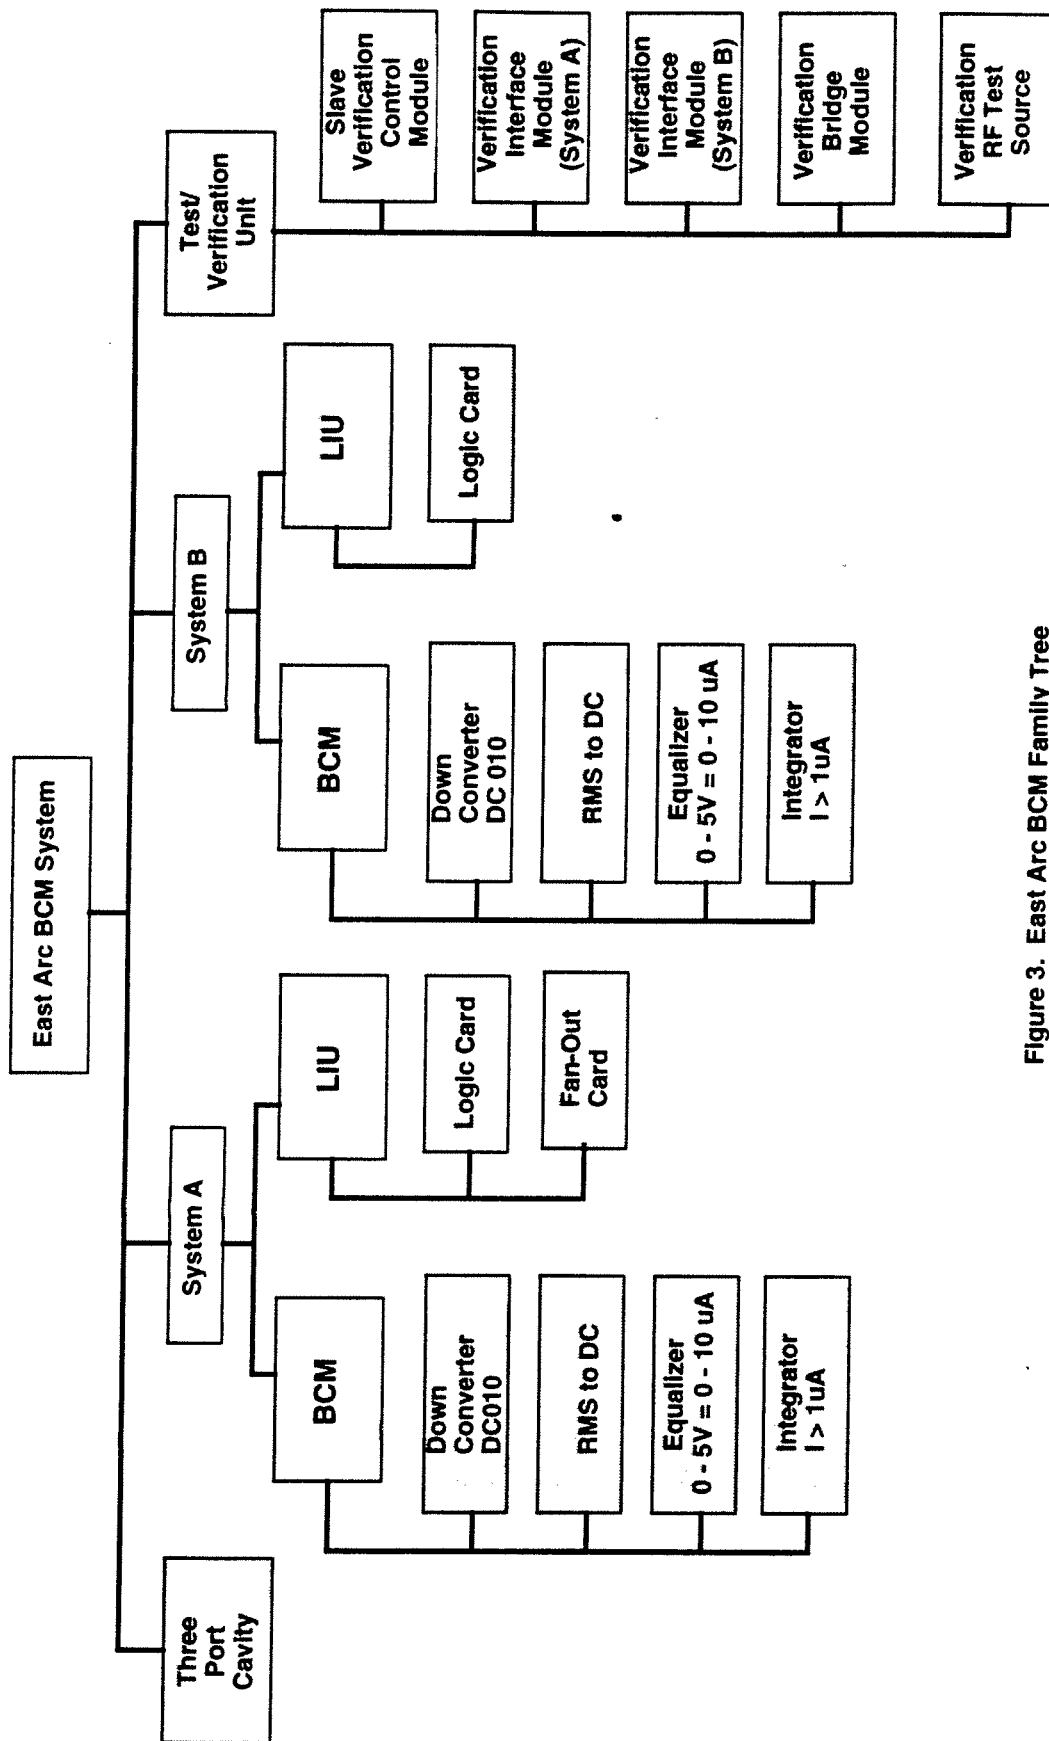 East Arc BCM System
Three
Port
Cavity
System A
BCM
Down
Converter
DC010
RMS to DC
Equalizer
0 - 5V = 0 - 10 uA
Integrator
I > 1uA
LIU
Logic Card
Fan-Out
Card
System B
BCM
Down
Converter
DC 010
RMS to DC
Equalizer
0 - 5V = 0 - 10 uA
Integrator
I > 1uA
LIU
Logic Card
Test/
Verification
Unit
Slave
Verification
Control
Module
Verification
Interface
Module
(System A)
Verification
Interface
Module
(System B)
Verification
Bridge
Module
Verification
RF Test
Source
Figure 3. East Arc BCM Family Tree